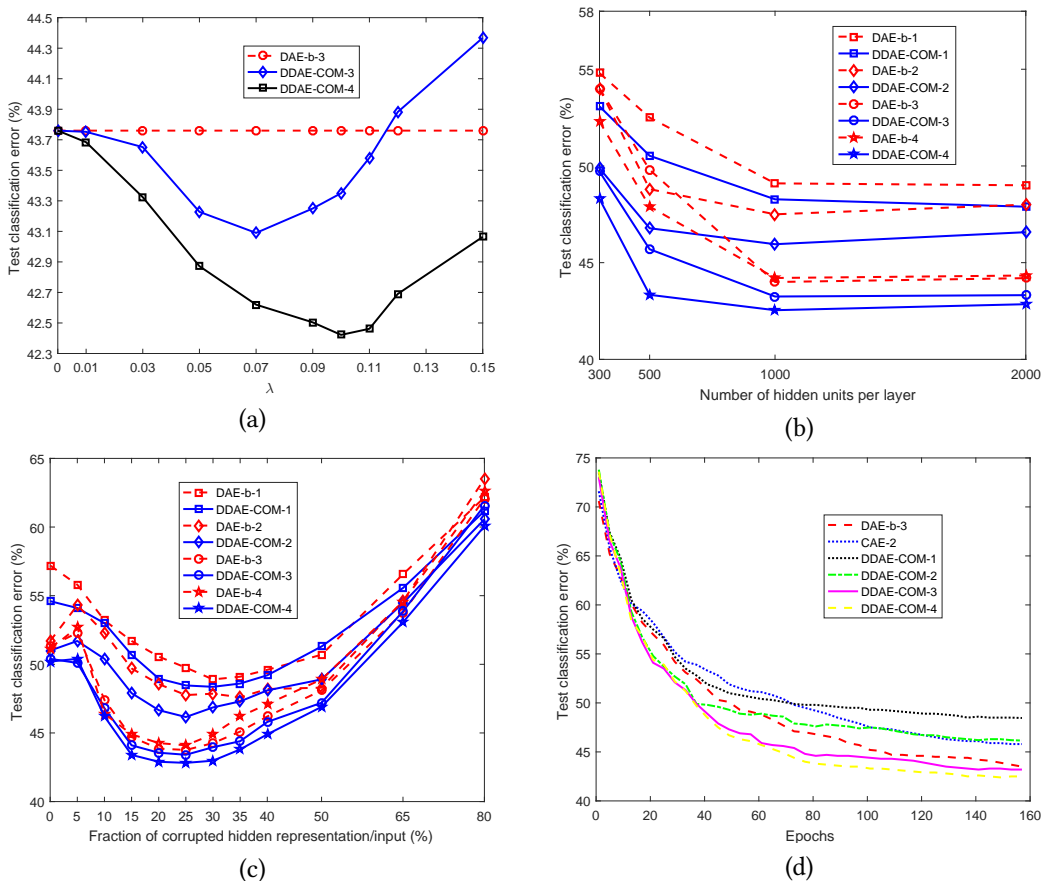 44.5
44.3
44.1
43.9
43.7
43.5
43.3
43.1
42.9
42.7
42.5
42.3
Test classification error (%)
DAE-b-3
DDAE-COM-3
DDAE-COM-4
0 0.01 0.03 0.05 0.07 0.09 0.11 0.13 0.15
λ
(a)
58
55
50
45
40
Test classification error (%)
DAE-b-1
DDAE-COM-1
DAE-b-2
DDAE-COM-2
DAE-b-3
DDAE-COM-3
DAE-b-4
DDAE-COM-4
300 500 1000 2000
Number of hidden units per layer
(b)
65
60
55
50
45
40
Test classification error (%)
DAE-b-1
DDAE-COM-1
DAE-b-2
DDAE-COM-2
DAE-b-3
DDAE-COM-3
DAE-b-4
DDAE-COM-4
0 5 10 15 20 25 30 35 40 50 65 80
Fraction of corrupted hidden representation/input (%)
(c)
75
70
65
60
55
50
45
40
Test classification error (%)
DAE-b-3
CAE-2
DDAE-COM-1
DDAE-COM-2
DDAE-COM-3
DDAE-COM-4
0 20 40 60 80 100 120 140 160
Epochs
(d)